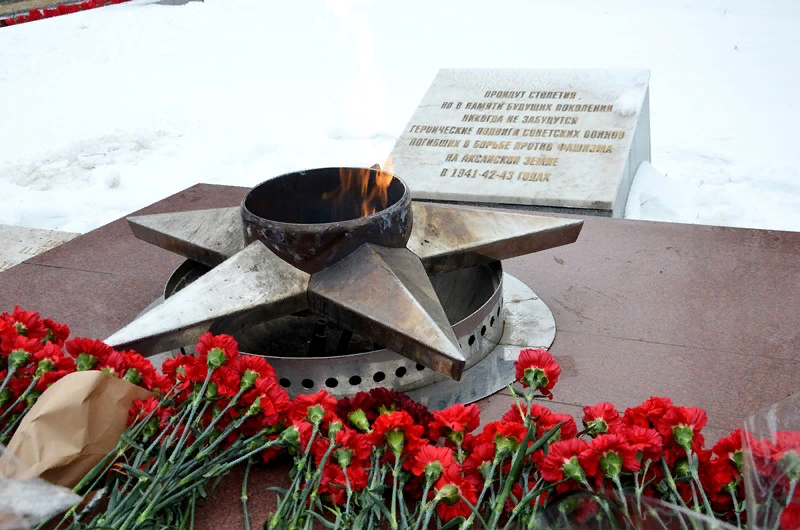 ПРОЙДУТ СТОЛЕТИЯ,
НО В ПАМЯТИ БУДУЩИХ ПОКОЛЕНИЙ
НИКОГДА НЕ ЗАБУДУТСЯ
ГЕРОИЧЕСКИЕ ПОДВИГИ СОВЕТСКИХ ВОИНОВ
ПОГИБШИХ В БОРЬБЕ ПРОТИВ ФАШИЗМА
НА АКСАЙСКОЙ ЗЕМЛЕ
В 1941-42-43 ГОДАХ